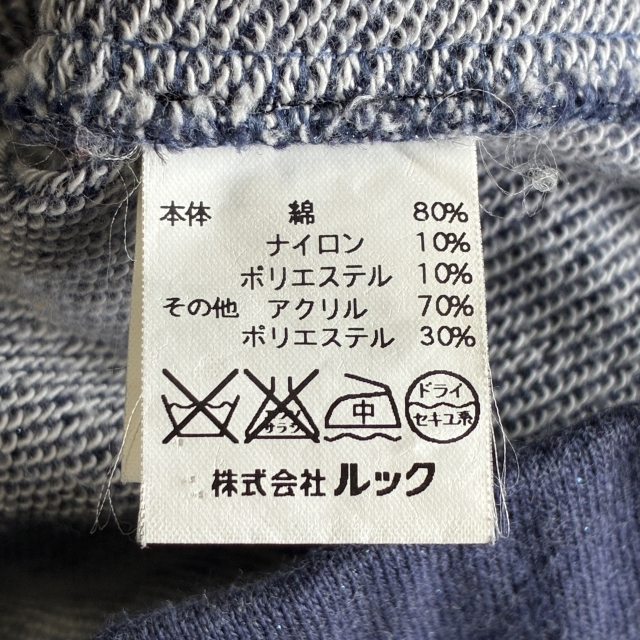 本体 綿 80%
ナイロン 10%
ポリエステル 10%
その他 アクリル 70%
ポリエステル 30%
中
ドライ
セキユ系
株式会社 ルック